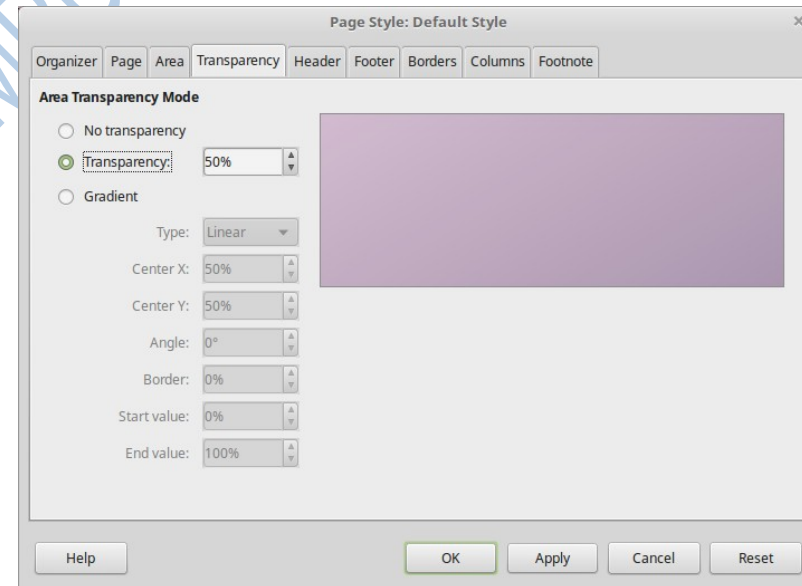 Page Style: Default Style
Organizer Page Area Transparency Header Footer Borders Columns Footnote
Area Transparency Mode
No transparency
Transparency: 50%
Gradient
Type: Linear
Center X: 50%
Center Y: 50%
Angle: 0°
Border: 0%
Start value: 0%
End value: 100%
Help OK Apply Cancel Reset